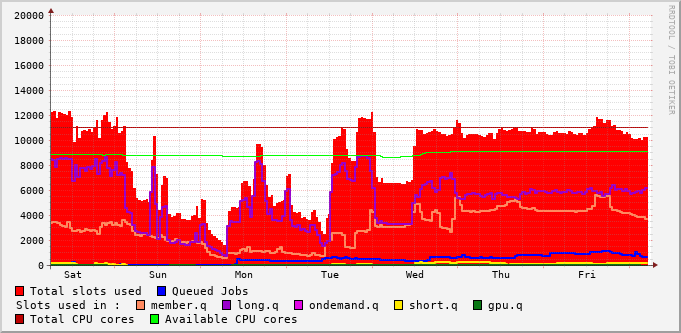 20000
18000
16000
14000
12000
10000
8000
6000
4000
2000
0
Sat Sun Mon Tue Wed Thu Fri
RRDTOOL / TOBI OETIKER
Total slots used Queued Jobs
Slots used in : member.q long.q ondemand.q short.q gpu.q
Total CPU cores Available CPU cores